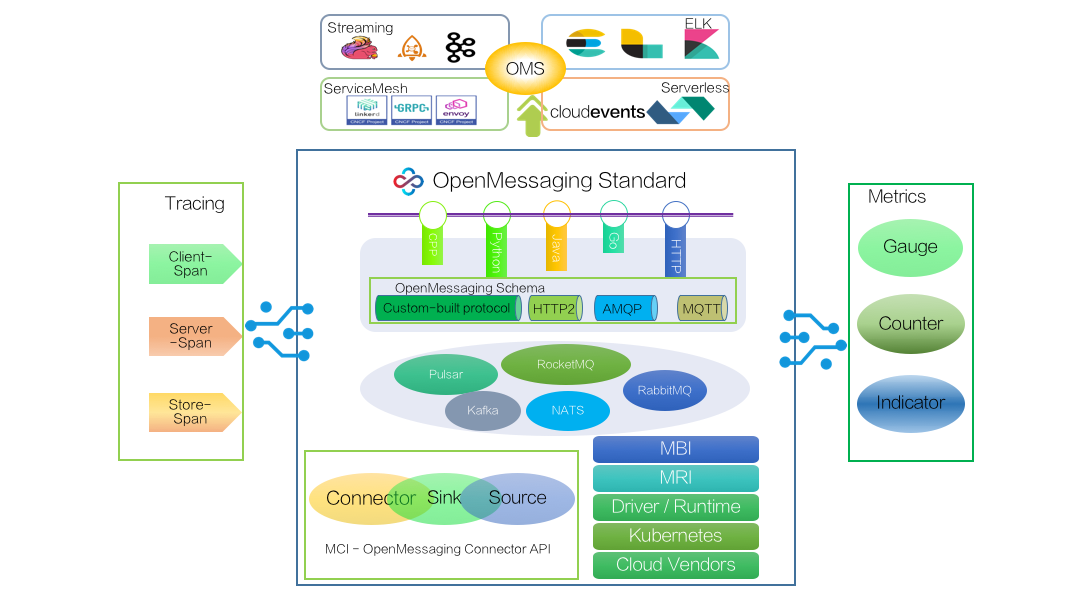 Streaming
ELK
OMS
ServiceMesh
Serverless
linkerd
CNCF Project
GRPC
CNCF Project
envoy
CNCF Project
cloudevents
OpenMessaging Standard
CPP
Python
Java
Go
HTTP
OpenMessaging Schema
Custom-built protocol
HTTP2
AMQP
MQTT
Tracing
Client-
Span
Server
-Span
Store-
Span
Metrics
Gauge
Counter
Indicator
Pulsar
RocketMQ
RabbitMQ
Kafka
NATS
Connector
Sink
Source
MCI - OpenMessaging Connector API
MBI
MRI
Driver / Runtime
Kubernetes
Cloud Vendors